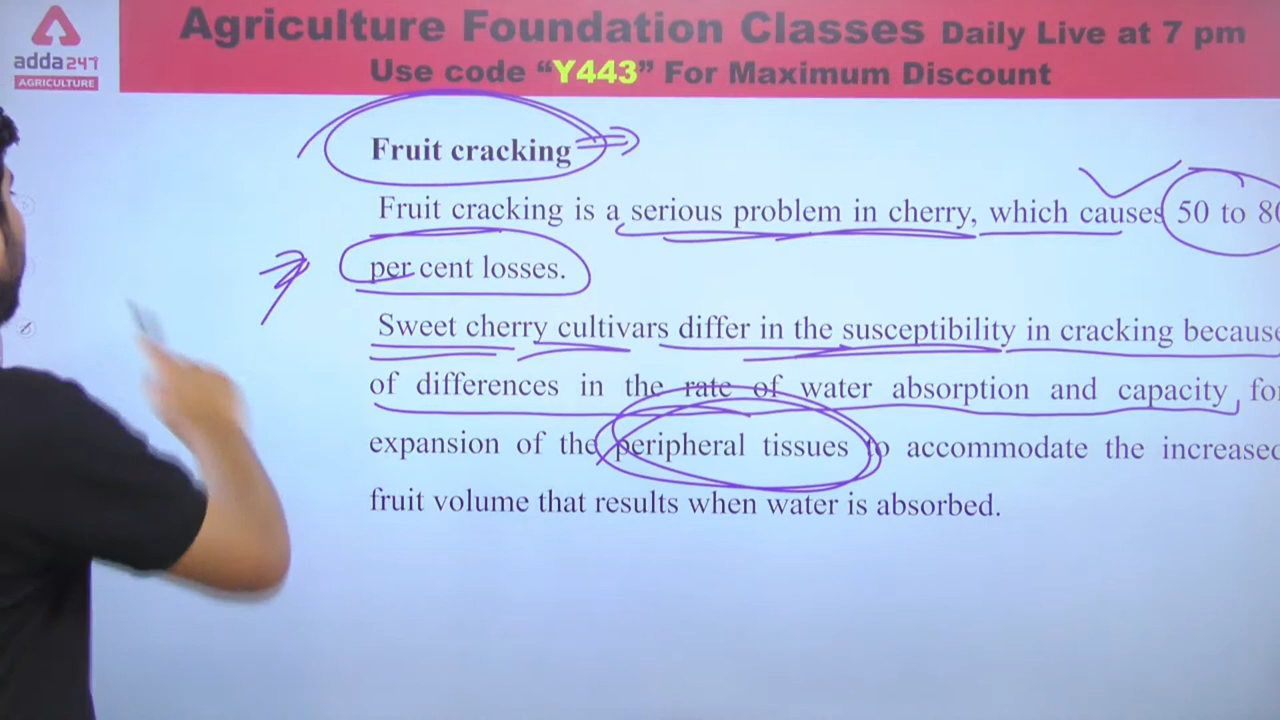 adda247
AGRICULTURE
Agriculture Foundation Classes Daily Live at 7 pm
Use code “Y443” For Maximum Discount
Fruit cracking
Fruit cracking is a serious problem in cherry, which causes 50 to
per cent losses.
Sweet cherry cultivars differ in the susceptibility in cracking
of differences in the rate of water absorption and capacity
expansion of the peripheral tissues to accommodate the increased
fruit volume that results when water is absorbed.